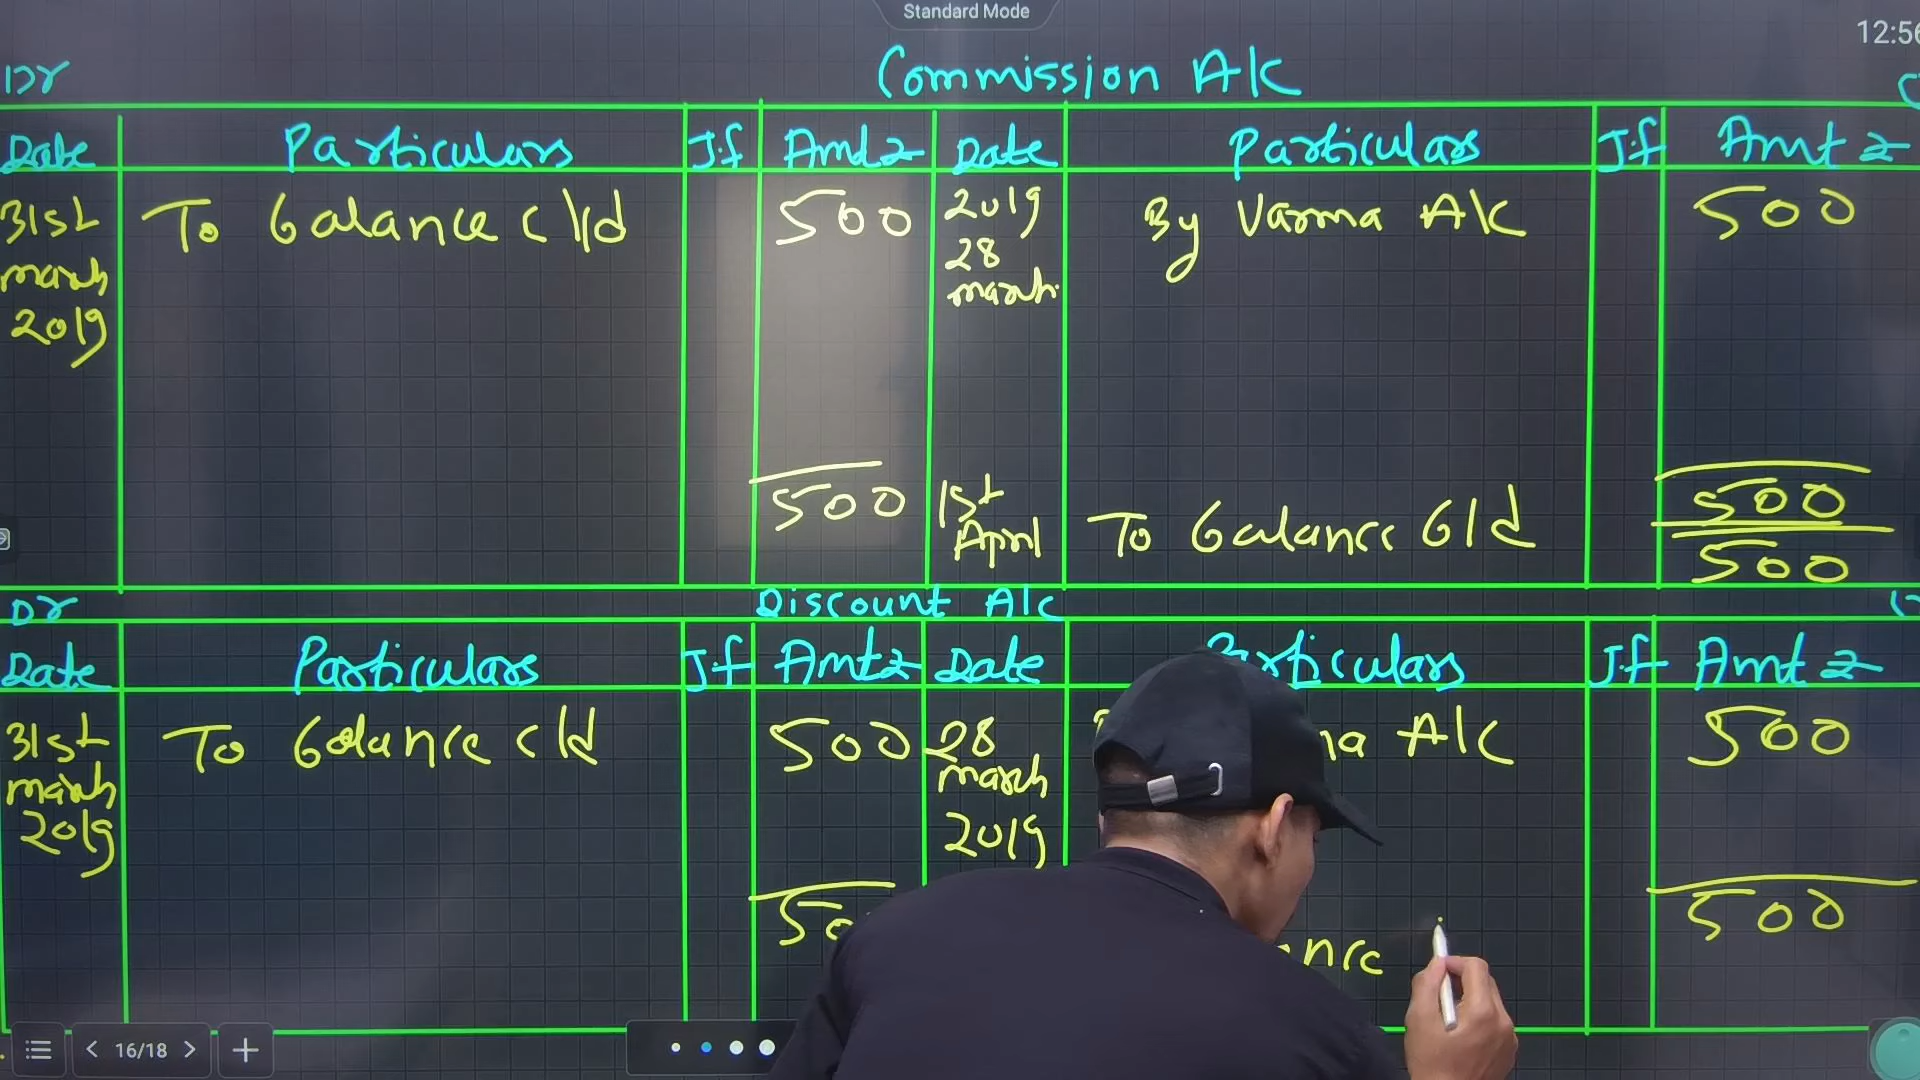 Standard Mode
12:56
Dr Commission A/c
Date Particulars J.f Amt ₹ Date Particulars J.f Amt ₹
31st To balance c/d 500 2019 By Varma A/c 500
march 28
2019 march
500 1st To balance b/d 500
April 500
Dr Discount A/c
Date Particulars J.f Amt ₹ Date Particulars J.f Amt ₹
31st To balance c/d 500 28 A/c 500
march march
2019 2019
500
16/18